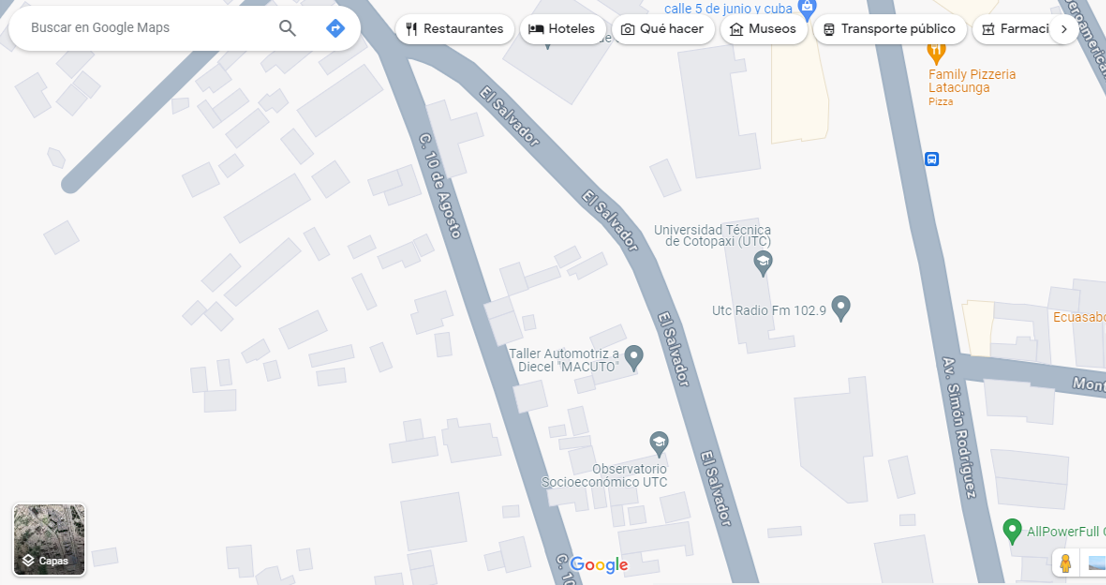 calle 5 de junio y cuba
Buscar en Google Maps
Restaurantes
Hoteles
Qué hacer
Museos
Transporte público
Farmaci
Family Pizzeria
Latacunga
Pizza
El Salvador
C. 10 de Agosto
El Salvador
Universidad Técnica
de Cotopaxi (UTC)
Utc Radio Fm 102.9
Ecuasabo
El Salvador
Taller Automotriz a
Diecel "MACUTO"
Av. Simón Rodríguez
Mont
Observatorio
Socioeconómico UTC
El Salvador
AllPowerFull
Capas
Google
C. 10